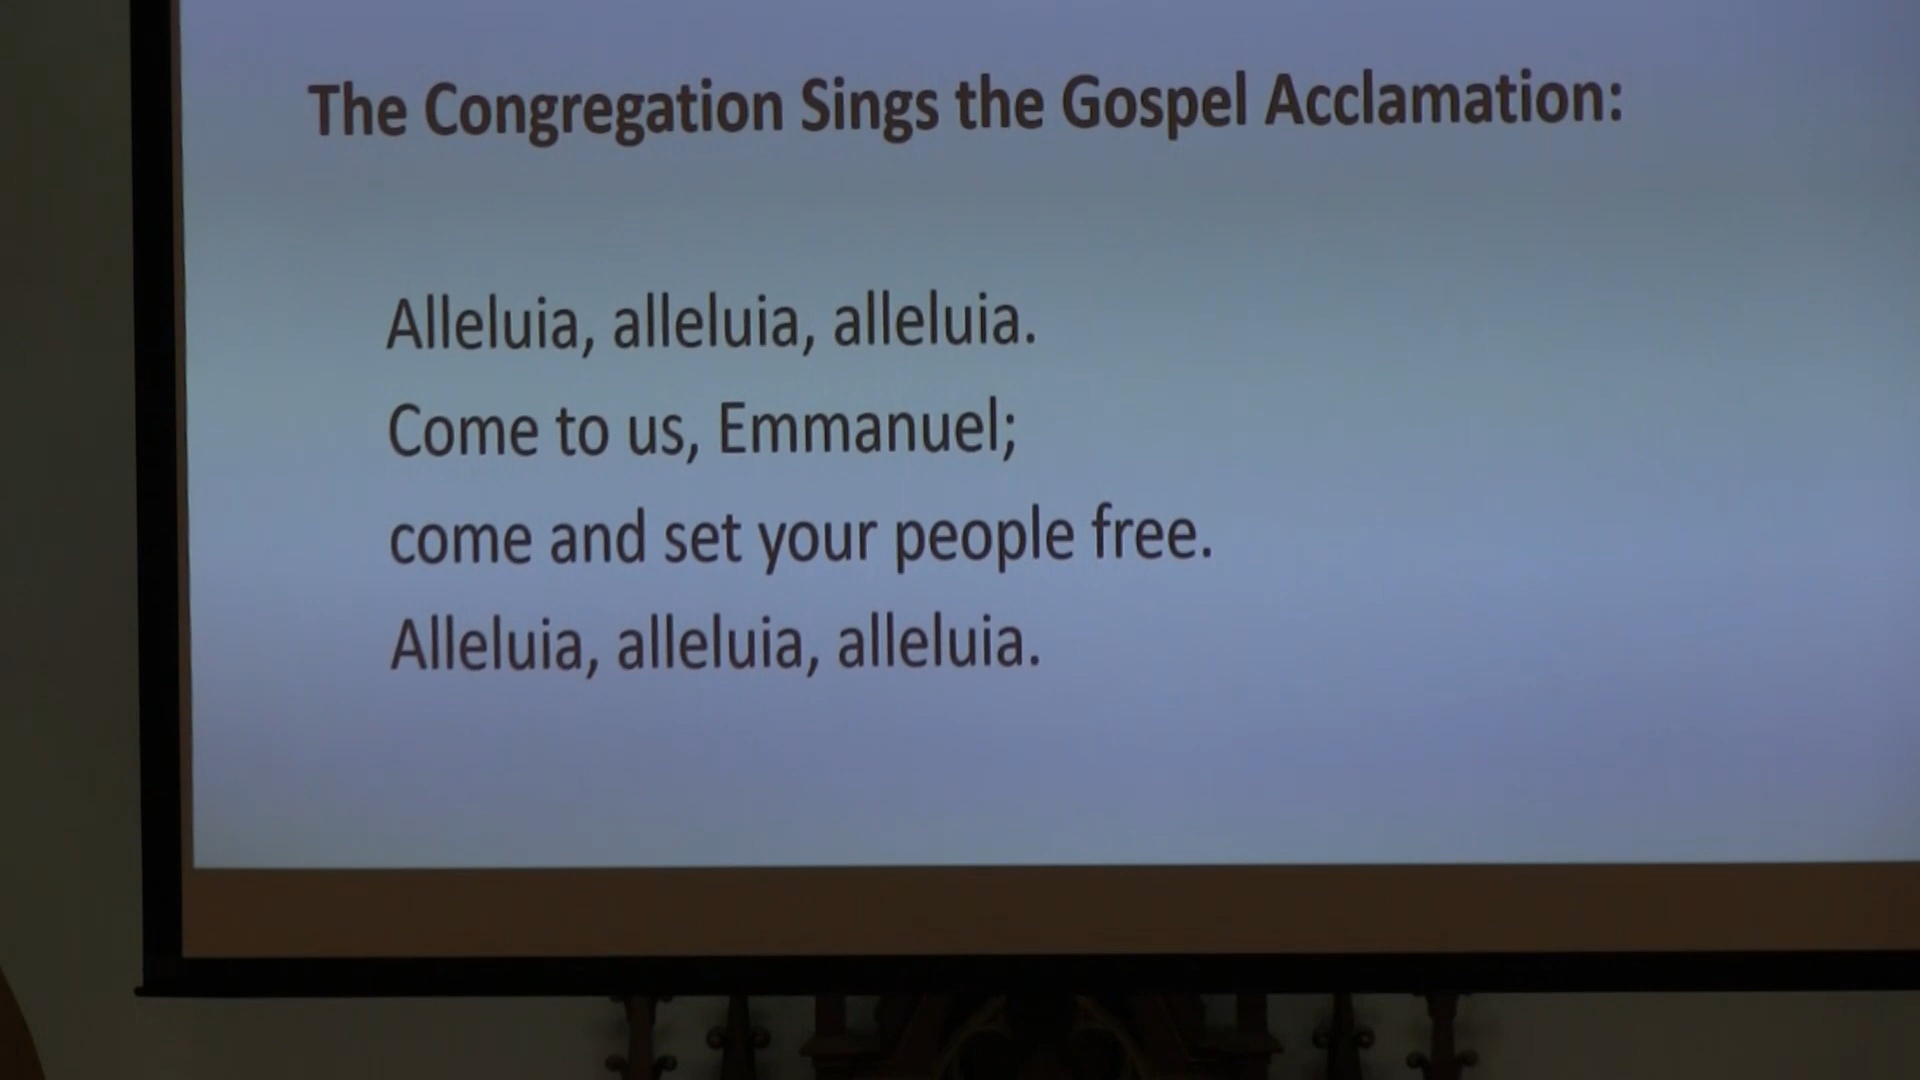 The Congregation Sings the Gospel Acclamation:
Alleluia, alleluia, alleluia.
Come to us, Emmanuel;
come and set your people free.
Alleluia, alleluia, alleluia.